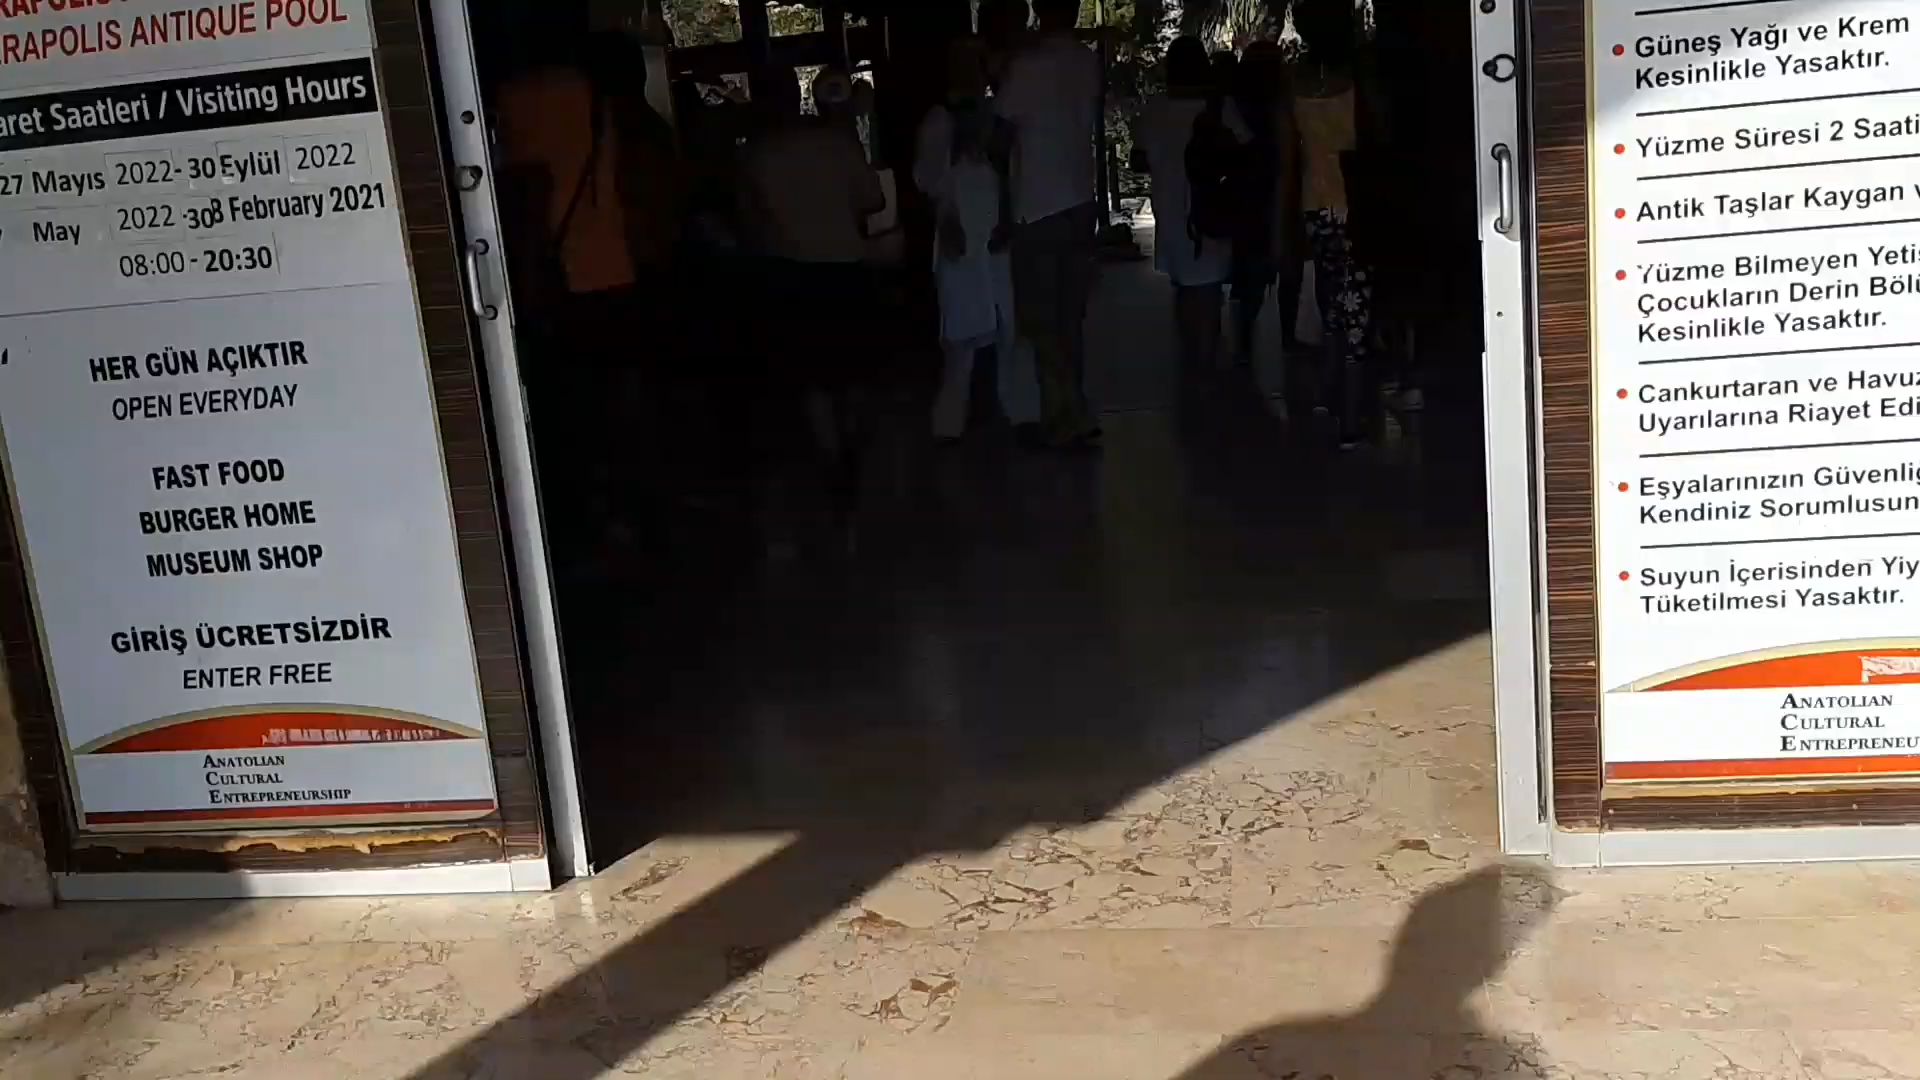 RAPOLIS ANTIQUE POOL
aret Saatleri / Visiting Hours
27 Mayıs 2022- 30 Eylül 2022
May 2022 -30 February 2021
08:00 - 20:30
HER GÜN AÇIKTIR
OPEN EVERYDAY
FAST FOOD
BURGER HOME
MUSEUM SHOP
GİRİŞ ÜCRETSİZDİR
ENTER FREE
ANATOLIAN
CULTURAL
ENTREPRENEURSHIP
• Güneş Yağı ve Krem
Kesinlikle Yasaktır.
• Yüzme Süresi 2 Saati
• Antik Taşlar Kaygan v
• Yüzme Bilmeyen Yetiş
Çocukların Derin Bölü
Kesinlikle Yasaktır.
• Cankurtaran ve Havuz
Uyarılarına Riayet Edi
• Eşyalarınızın Güvenliğ
Kendiniz Sorumlusun
• Suyun İçerisinden Yiy
Tüketilmesi Yasaktır.
ANATOLIAN
CULTURAL
ENTREPRENEU